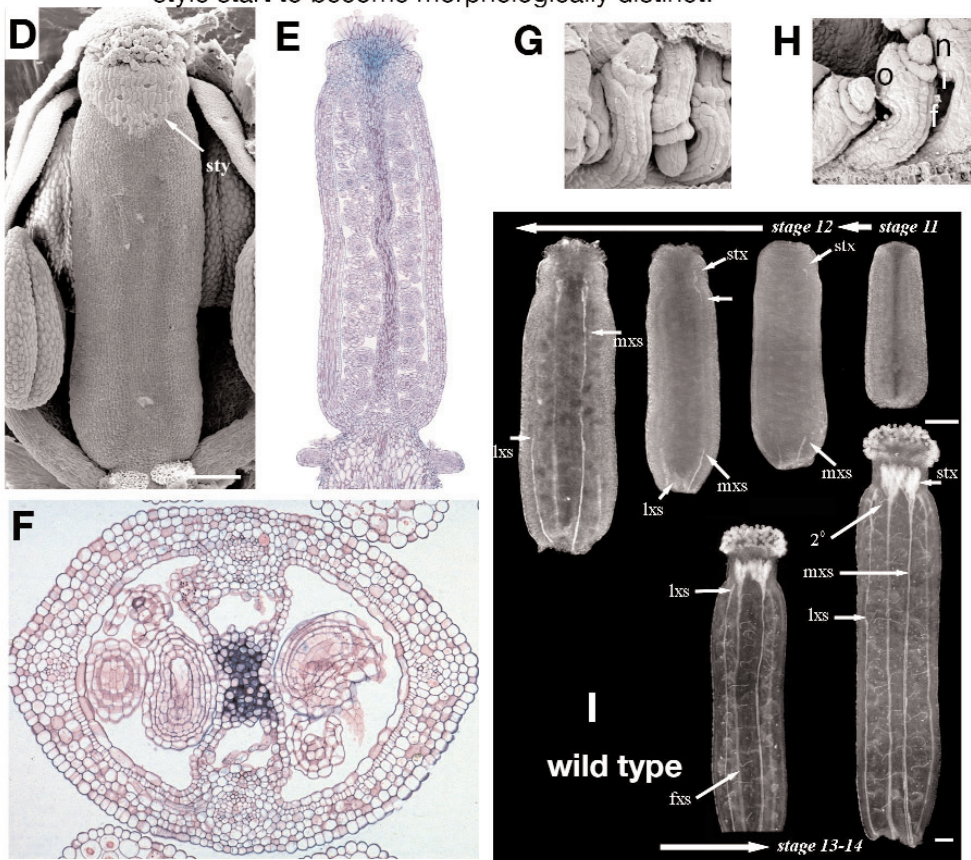 style start to become morphologically distinct.
D
E
G
H
sty
o
n
i
f
stage 12
stage 11
stx
stx
mxs
lxs
mxs
lxs
mxs
F
stx
2°
mxs
lxs
lxs
I
wild type
fxs
stage 13-14